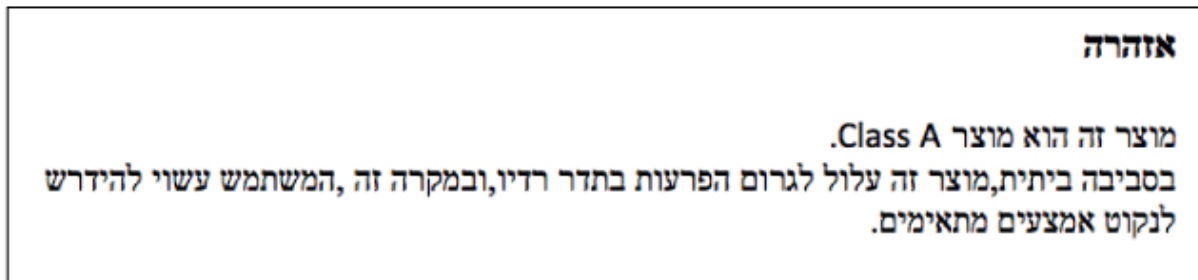 אזהרה
מוצר זה הוא מוצר Class A.
בסביבה ביתית,מוצר זה עלול לגרום הפרעות בתדר רדיו,ובמקרה זה ,המשתמש עשוי להידרש
לנקוט אמצעים מתאימים.